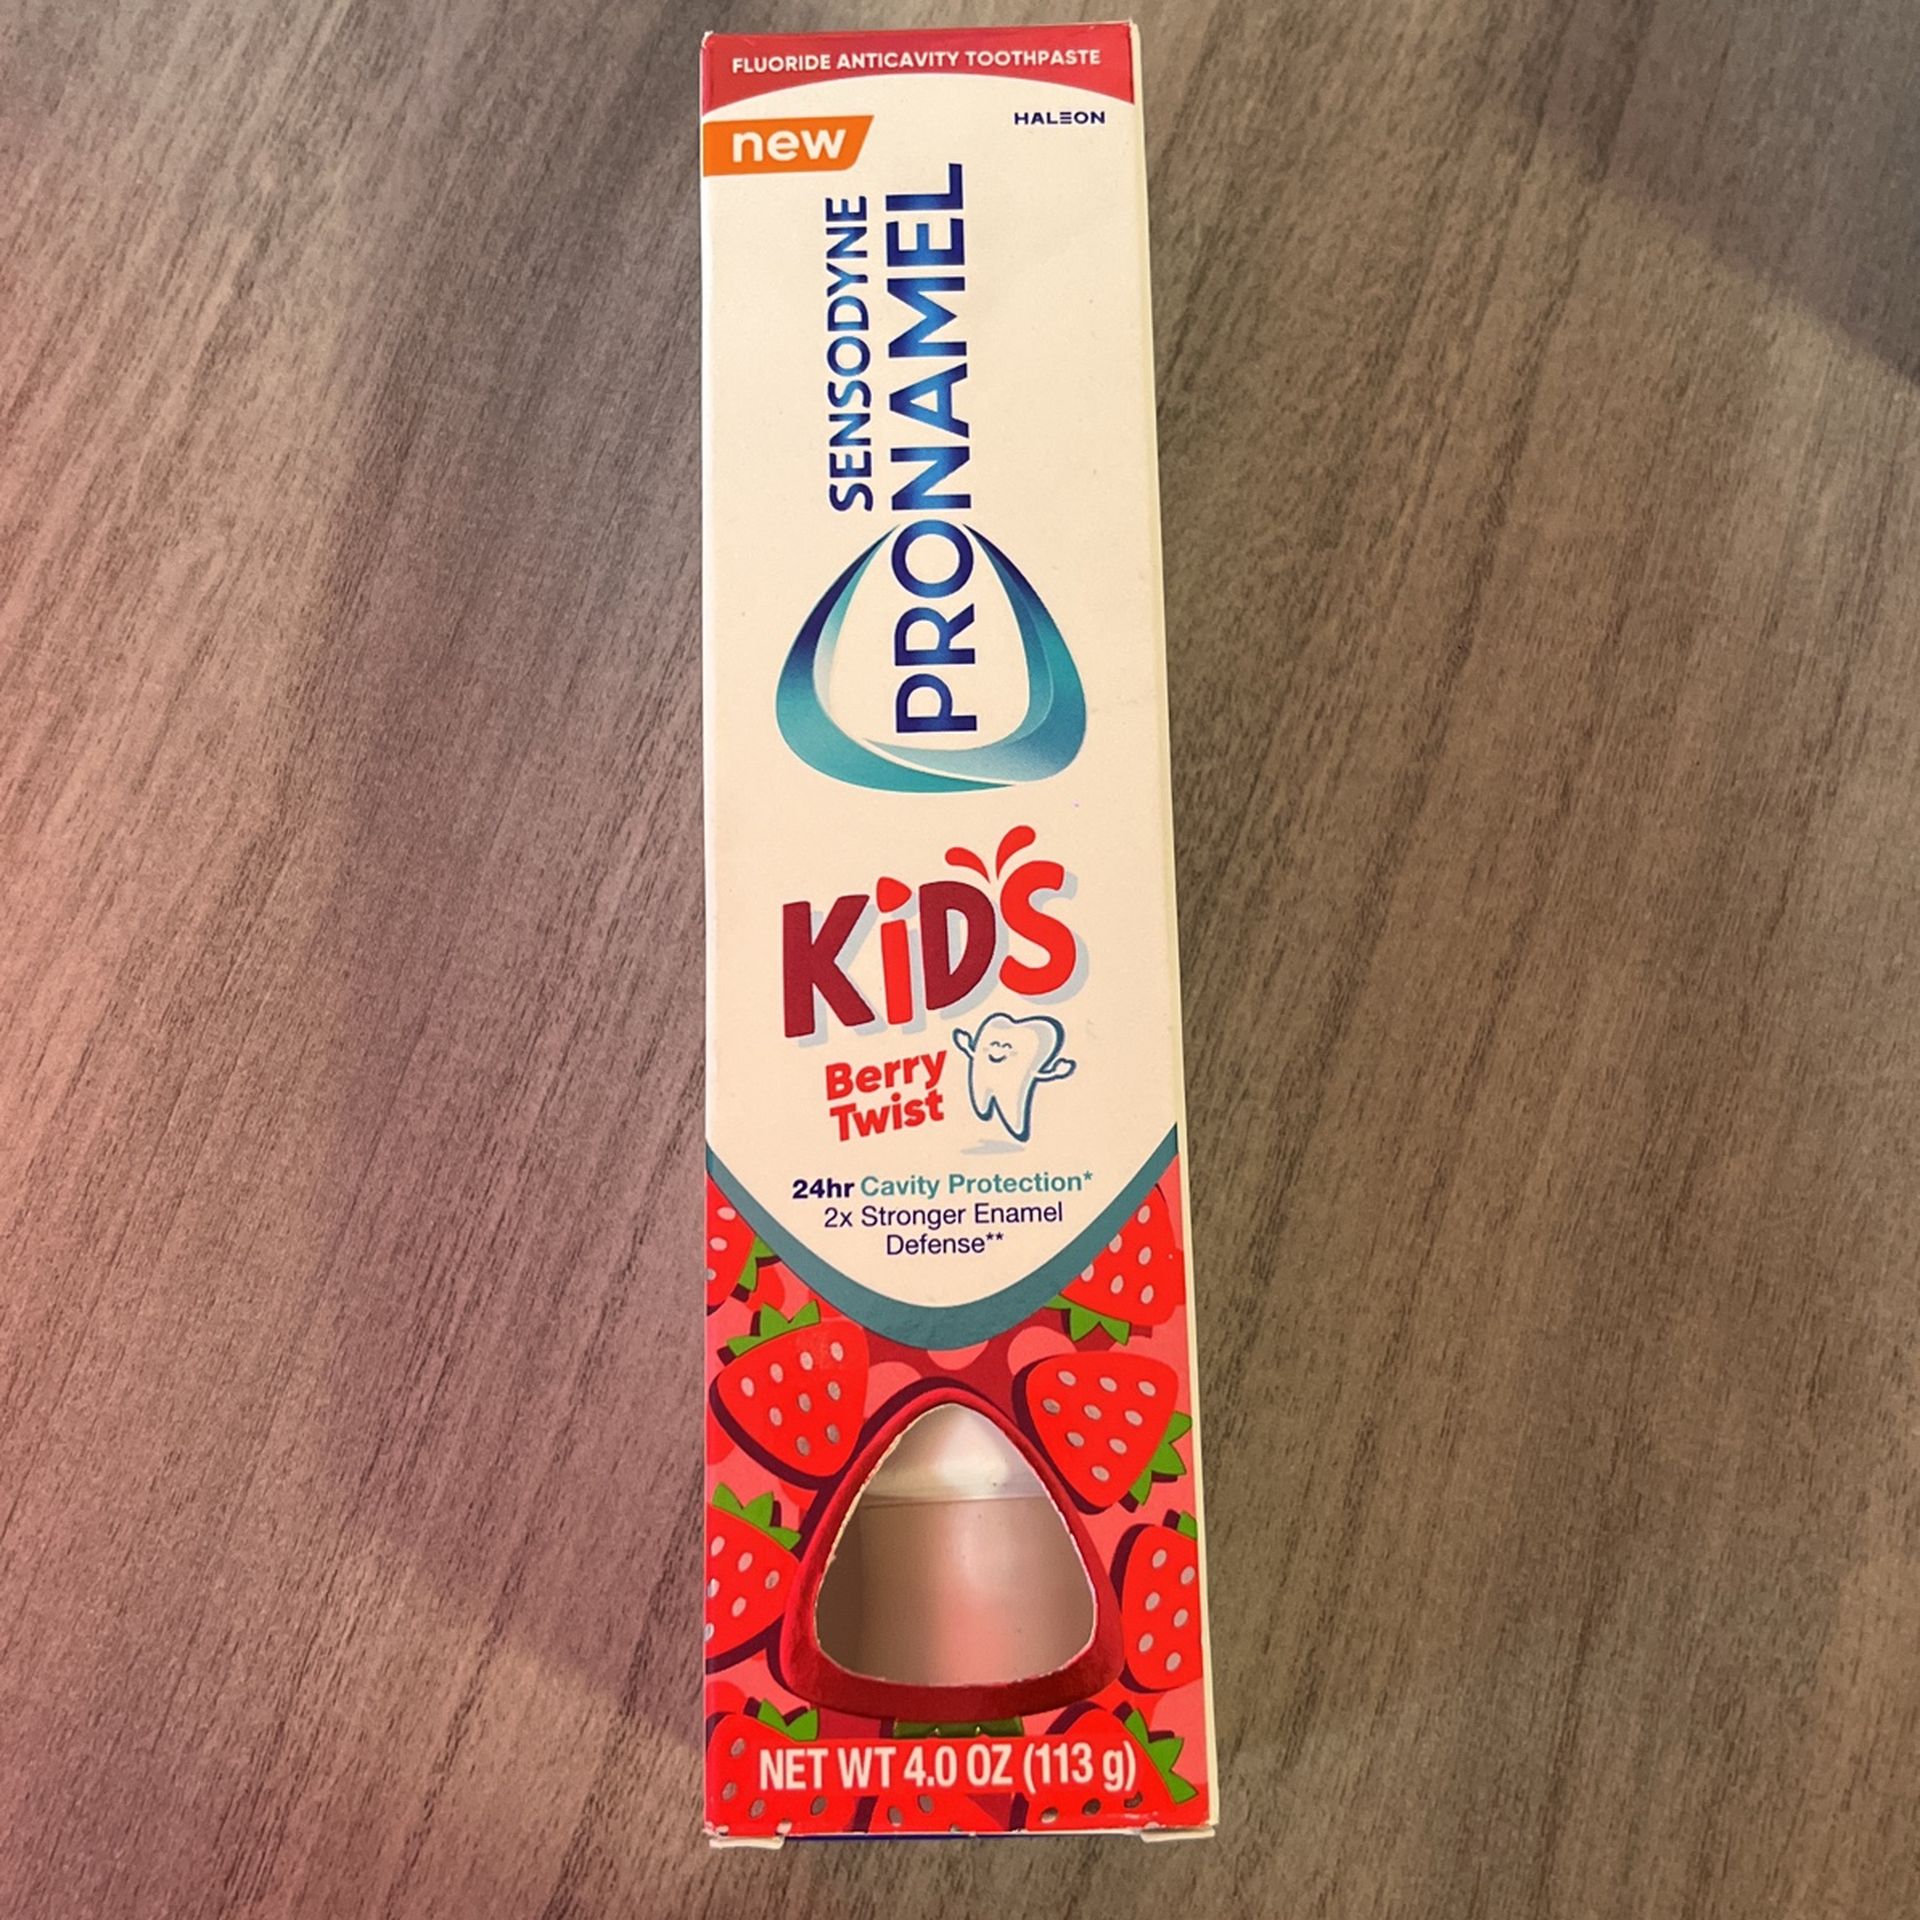 FLUORIDE ANTICAVITY TOOTHPASTE
HALEON
new
SENSODYNE
PRONAMEL
KiDS
Berry
Twist
24hr Cavity Protection*
2x Stronger Enamel
Defense**
NET WT 4.0 OZ (113 g)